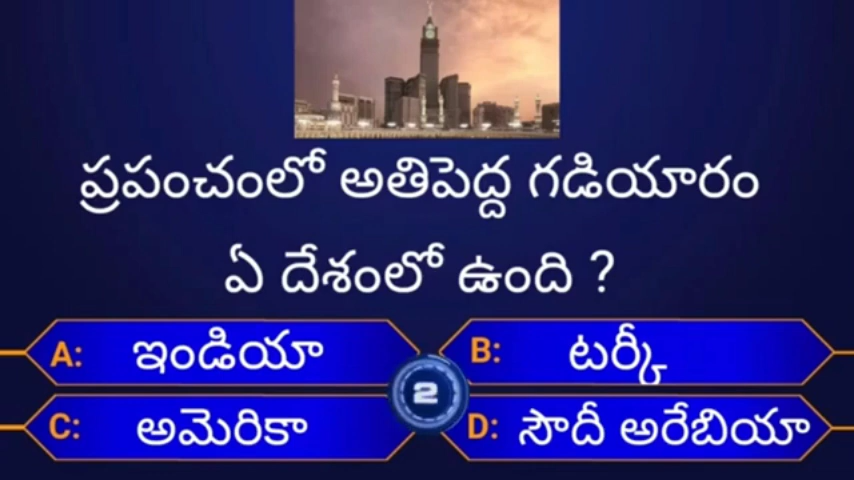 ప్రపంచంలో అతిపెద్ద గడియారం
ఏ దేశంలో ఉంది ?
A: ఇండియా
B: టర్కీ
2
C: అమెరికా
D: సౌదీ అరేబియా